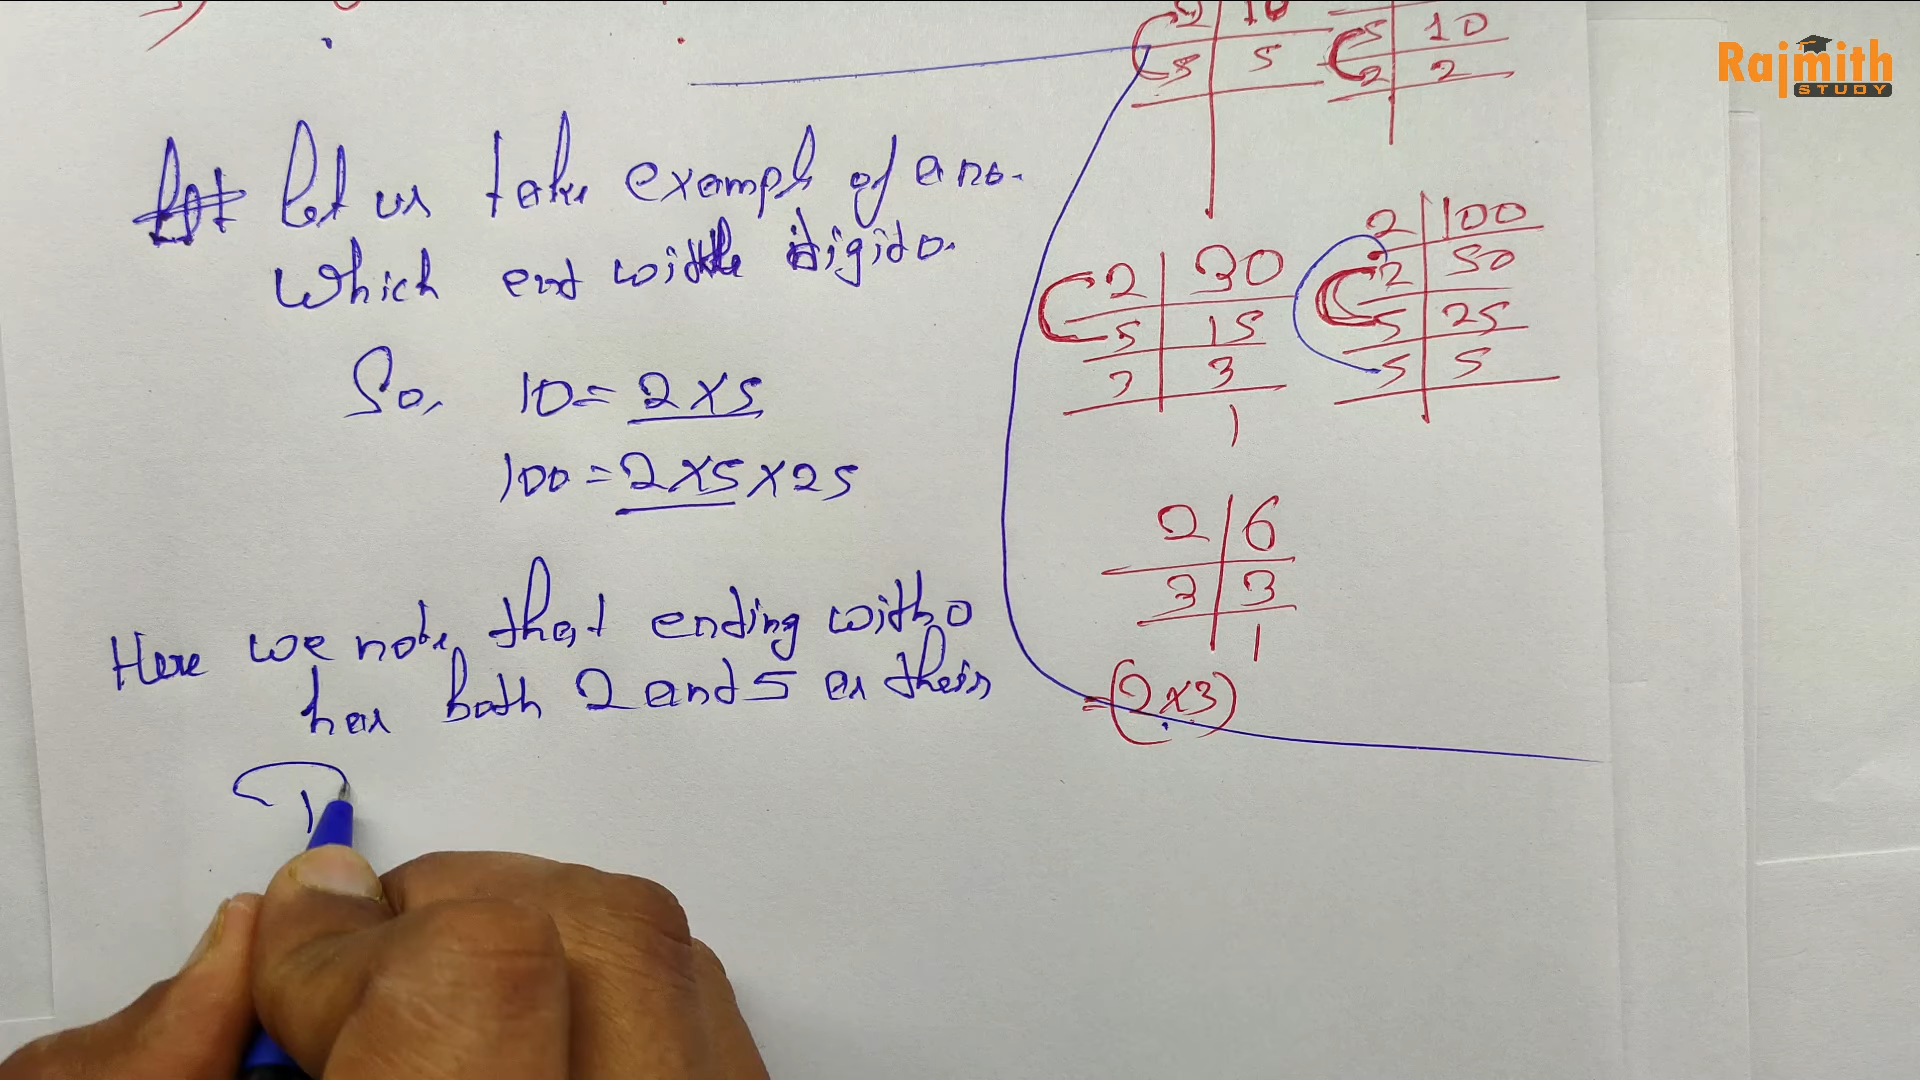 Let us take example of a no.
Which end with digit 0.
So, 10 = 2 × 5
100 = 2 × 5 × 25
Here we note that ending with 0
has both 2 and 5 as their
5 | 5
5 | 10
2 | 2
2 | 30
5 | 15
3 | 3
1
2 | 100
2 | 50
5 | 25
5 | 5
2 | 6
3 | 3
1
= (2 × 3)
Rajmith
STUDY